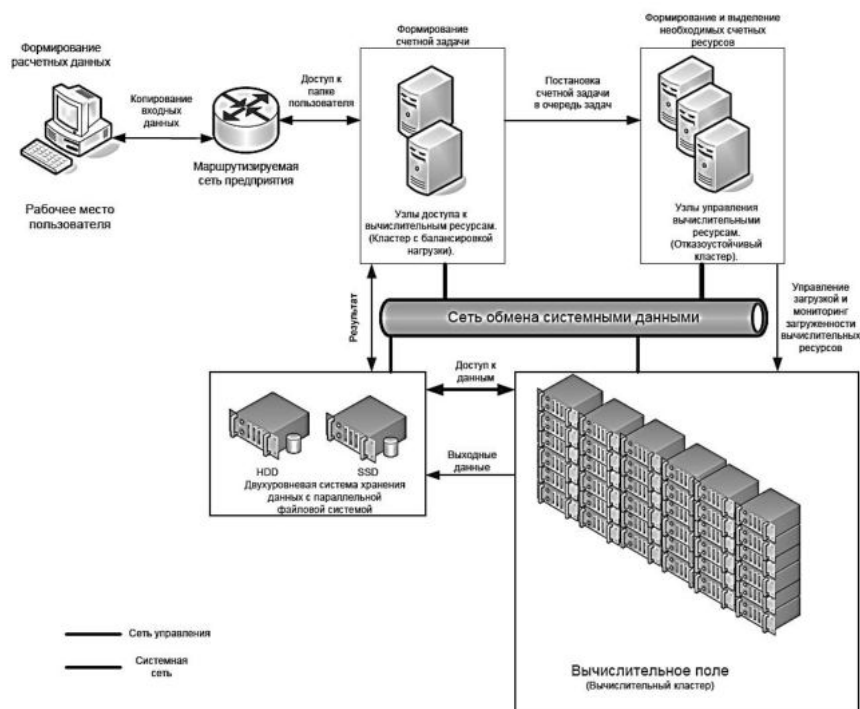 Формирование
расчетных данных
Копирование
входных
данных
Рабочее место
пользователя
Маршрутизируемая
сеть предприятия
Доступ к
папке
пользователя
Формирование
счетной задачи
Узлы доступа к
вычислительным ресурсам.
(Кластер с балансировкой
нагрузки).
Постановка
счетной задачи
в очередь задач
Формирование и выделение
необходимых счетных
ресурсов
Узлы управления
вычислительными
ресурсам.
(Отказоустойчивый
кластер).
Результат
Сеть обмена системными данными
Управление
загрузкой и
мониторинг
загруженности
вычислительных
ресурсов
Доступ к
данным
HDD
SSD
Двухуровневая система хранения
данных с параллельной
файловой системой
Выходные
данные
Вычислительное поле
(Вычислительный кластер)
Сеть управления
Системная
сеть